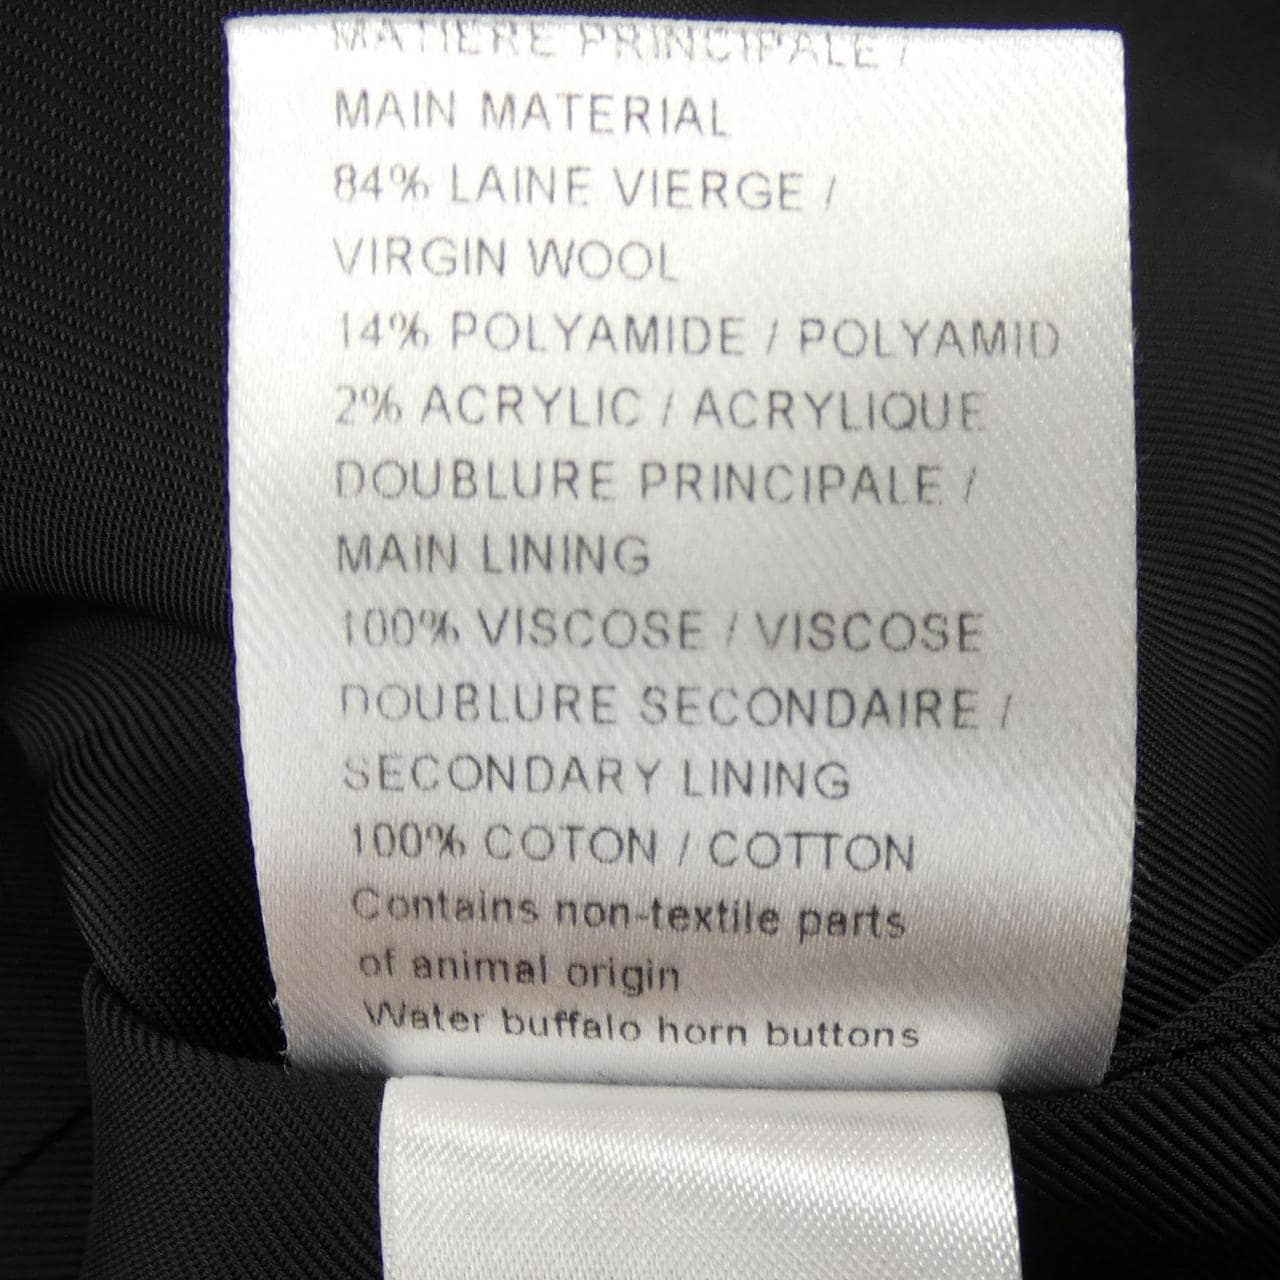 MATIERE PRINCIPALE /
MAIN MATERIAL
84% LAINE VIERGE /
VIRGIN WOOL
14% POLYAMIDE / POLYAMID
2% ACRYLIC / ACRYLIQUE
DOUBLURE PRINCIPALE /
MAIN LINING
100% VISCOSE / VISCOSE
DOUBLURE SECONDAIRE /
SECONDARY LINING
100% COTON / COTTON
Contains non-textile parts
of animal origin
Water buffalo horn buttons